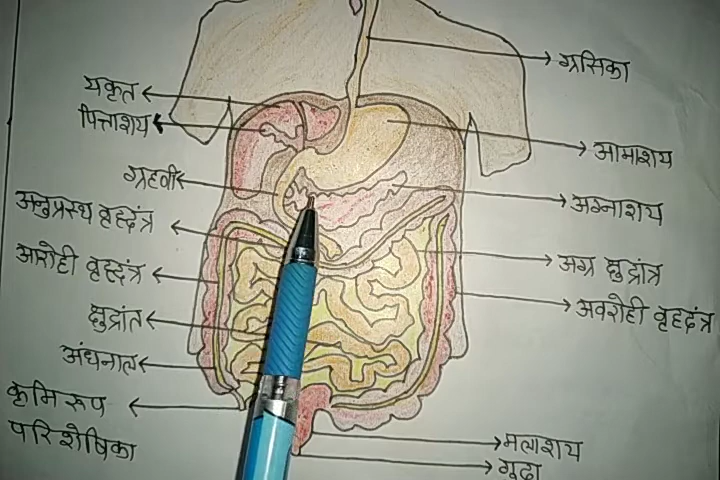 ग्रसिका
यकृत
पित्ताशय
आमाशय
ग्रहणी
अग्नाशय
अनुप्रस्थ वृहदंत्र
अग्र क्षुद्रांत्र
आरोही वृहदंत्र
अवरोही वृहदंत्र
क्षुद्रांत
अंधनाल
कृमि रूप
परिशेषिका
मलाशय
गुदा